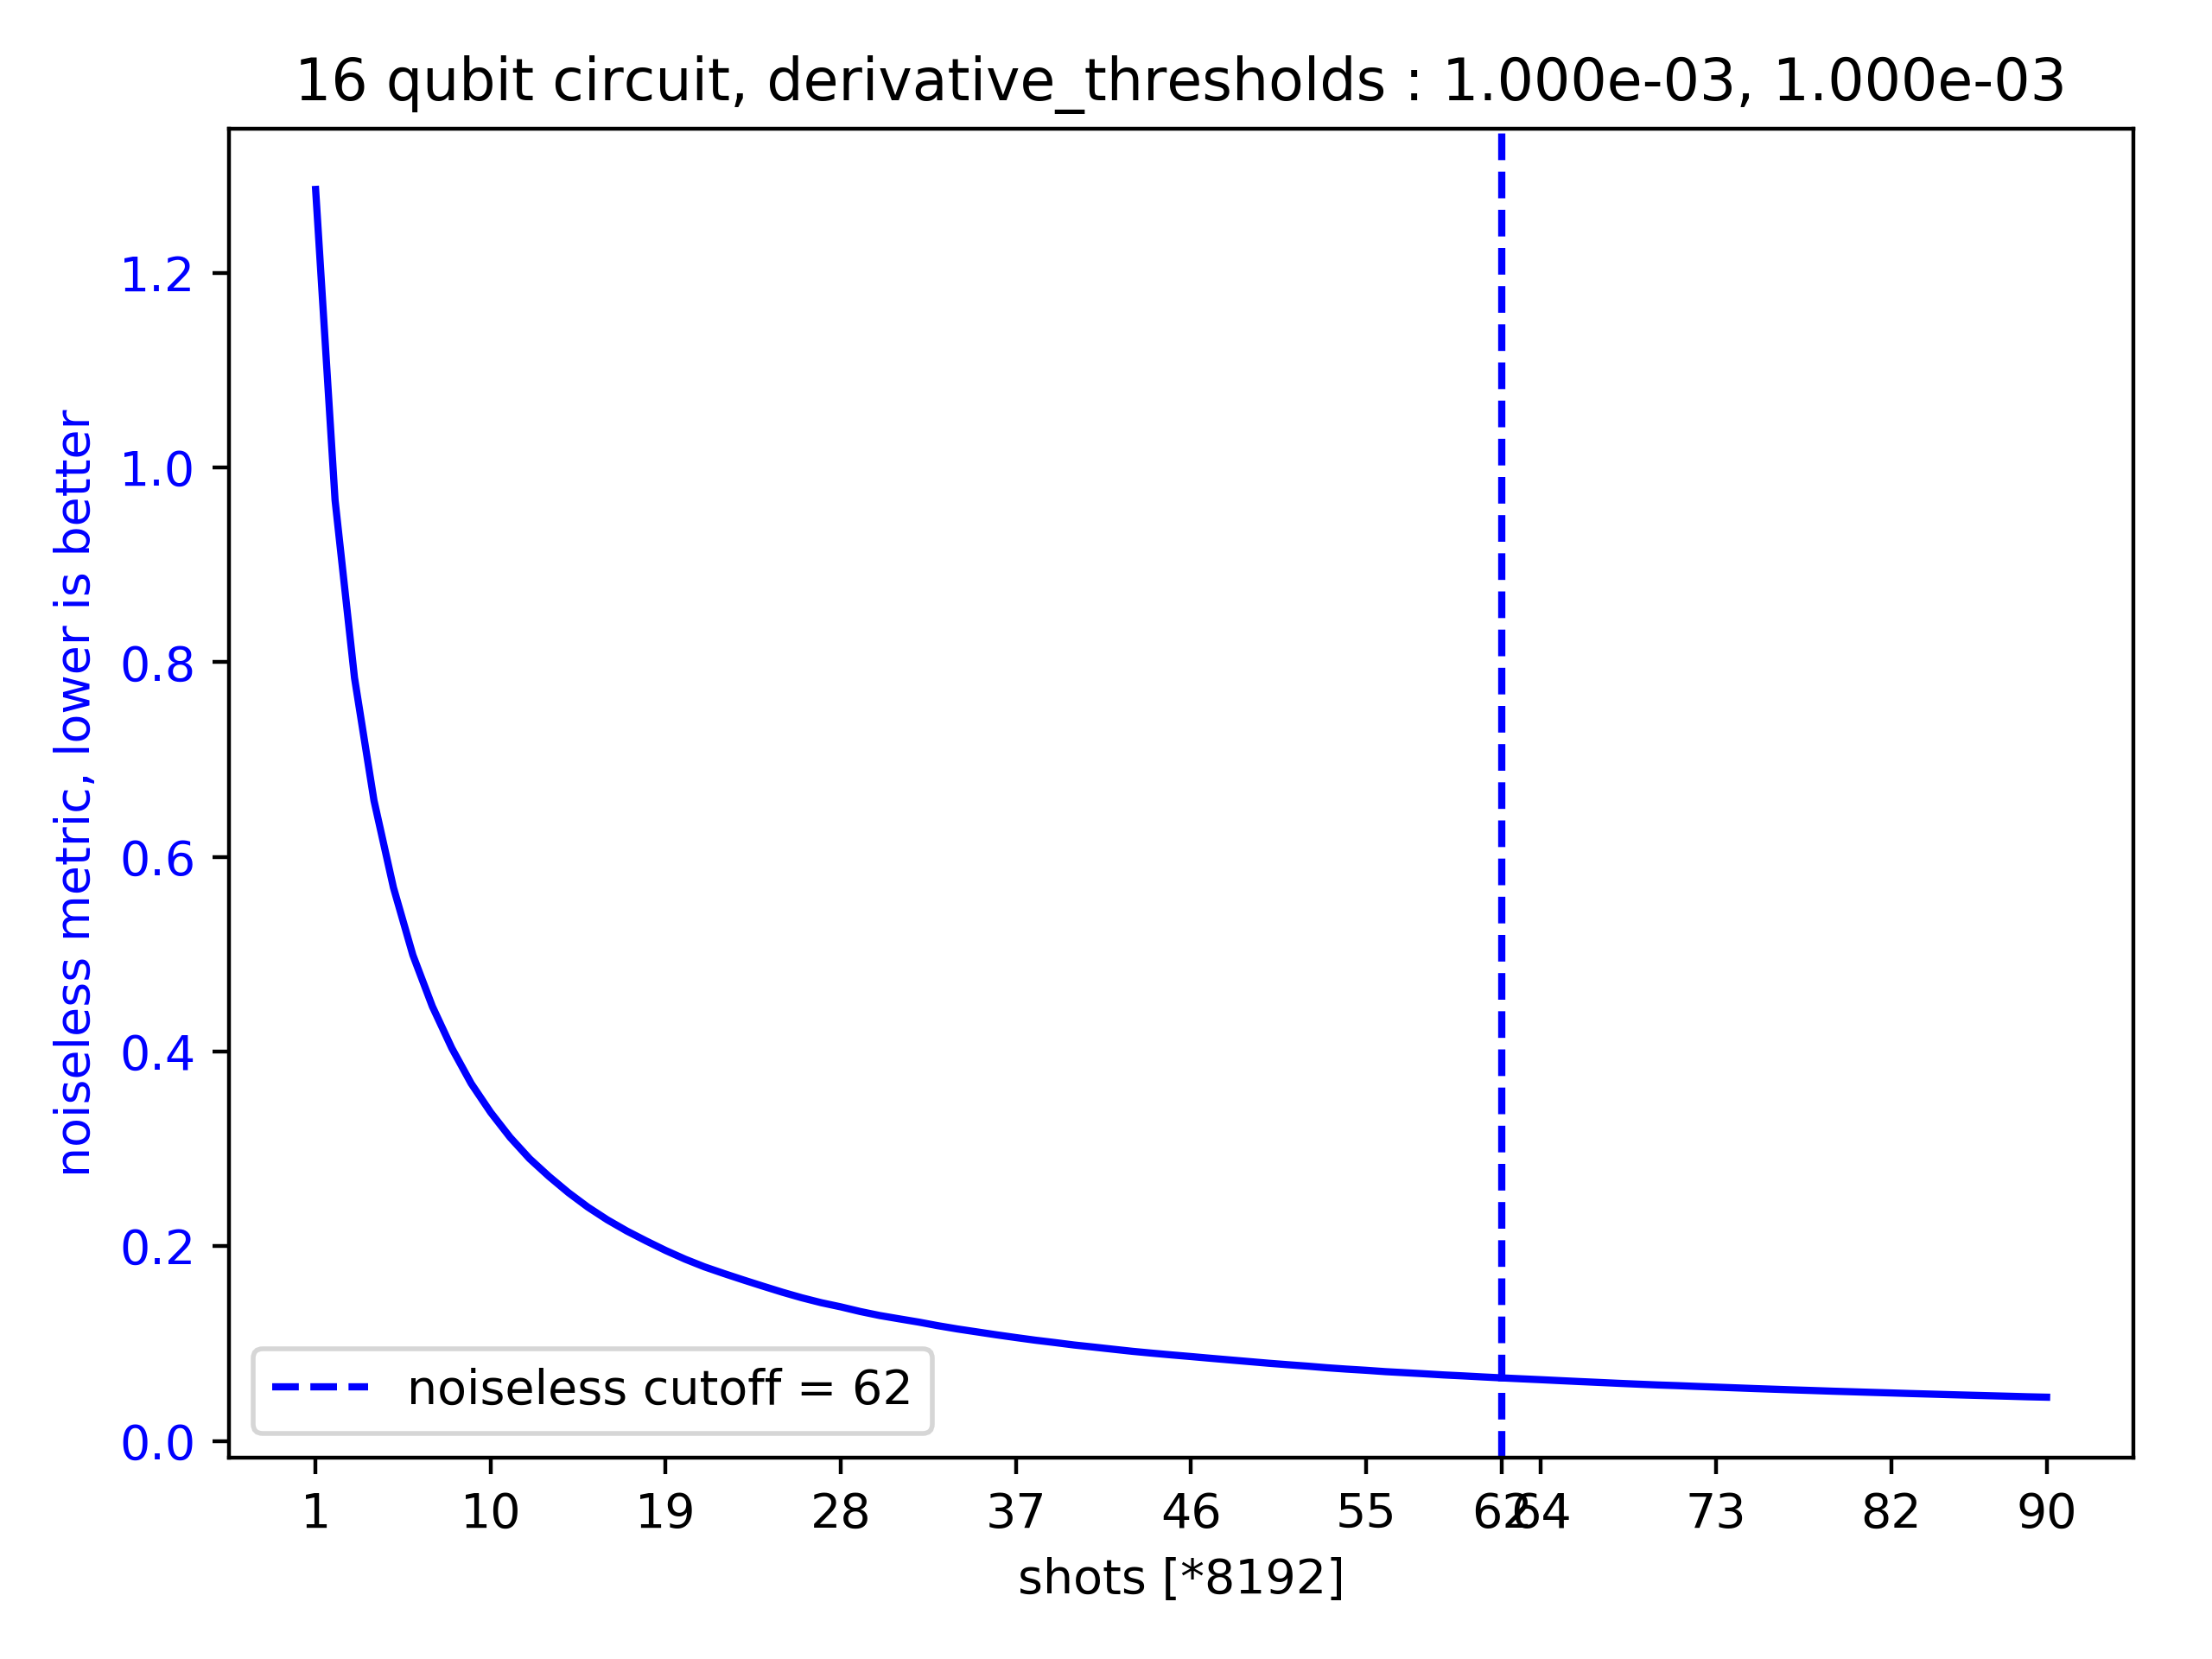 16 qubit circuit, derivative_thresholds : 1.000e-03, 1.000e-03
noiseless metric, lower is better
1.2
1.0
0.8
0.6
0.4
0.2
0.0
noiseless cutoff = 62
1 10 19 28 37 46 55 62 64 73 82 90
shots [*8192]